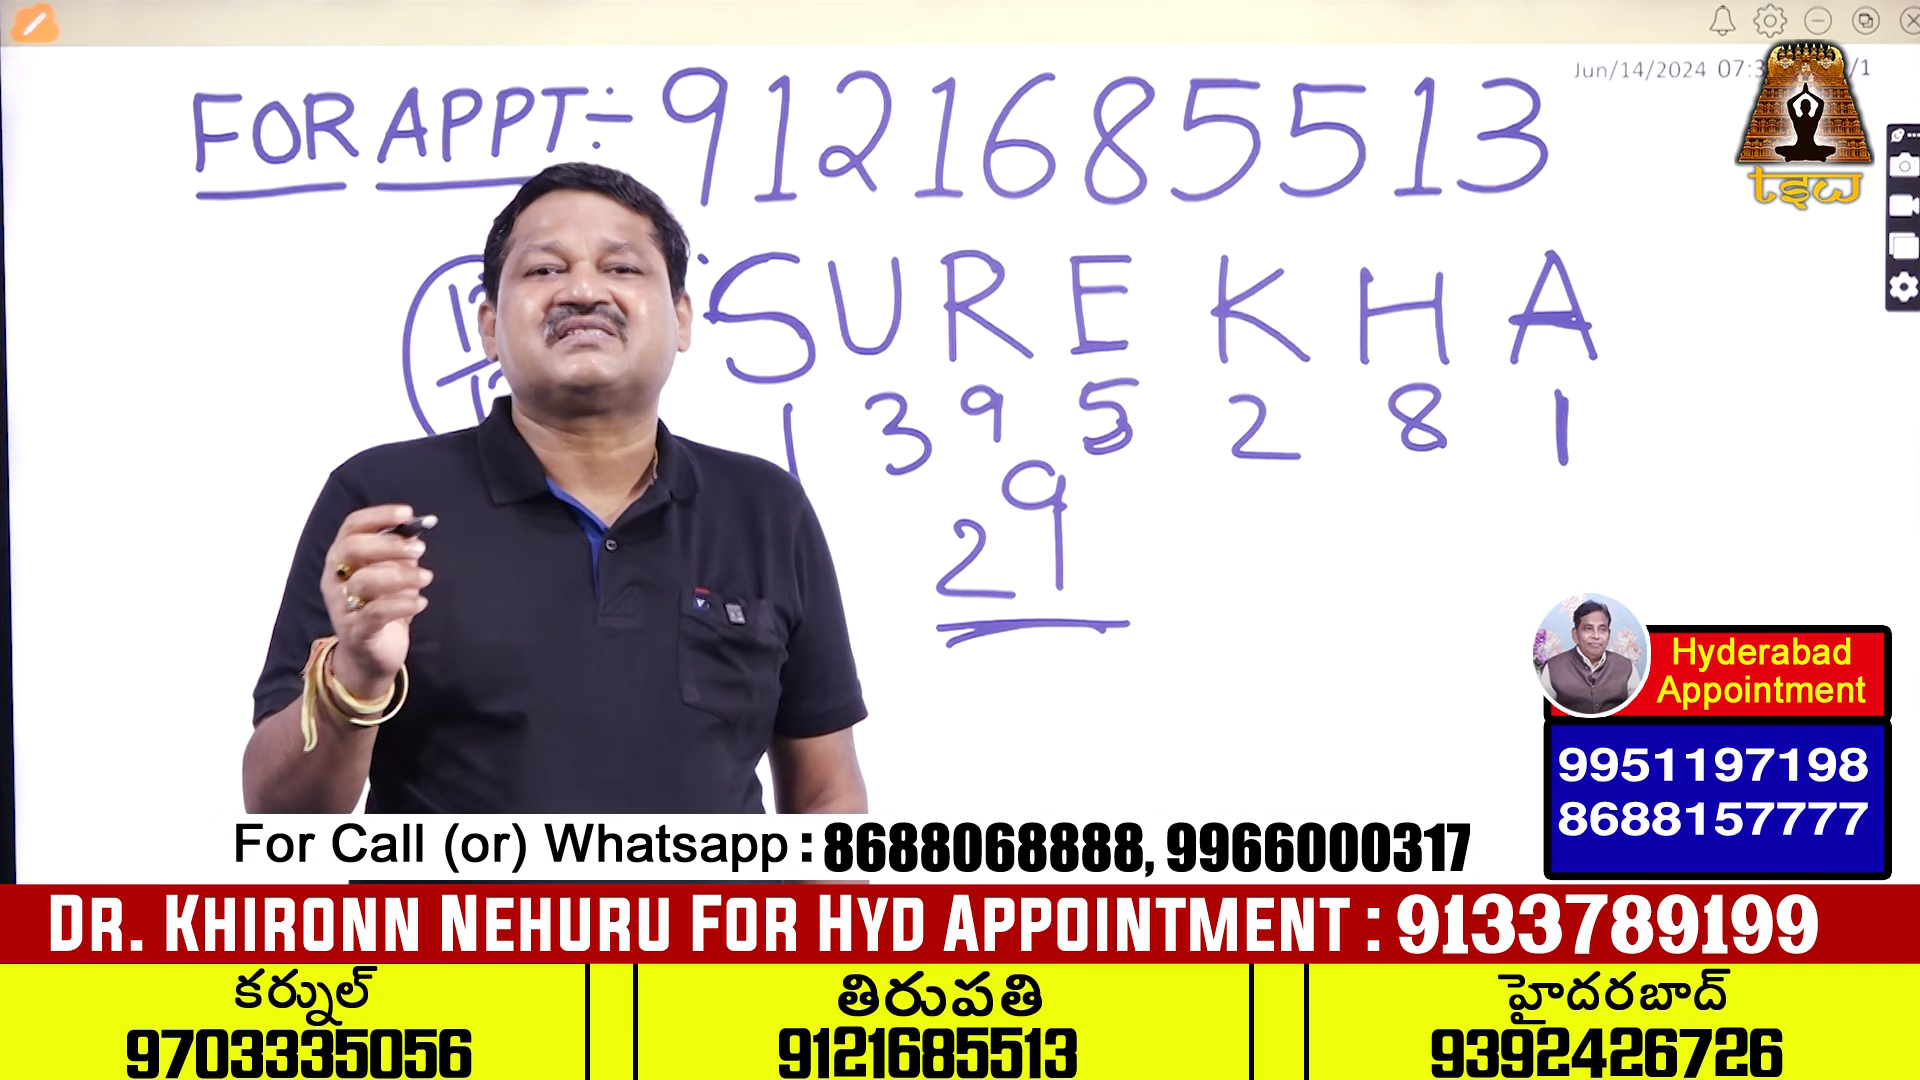 Jun/14/2024 07:3
/1
FOR APPT:- 9121685513
SUREKHA
1 3 9 5 2 8 1
29
TSW
Hyderabad
Appointment
9951197198
8688157777
For Call (or) Whatsapp : 8688068888, 9966000317
DR. KHIRONN NEHURU FOR HYD APPOINTMENT : 9133789199
కర్నూల్
9703335056
తిరుపతి
9121685513
హైదరబాద్
9392426726